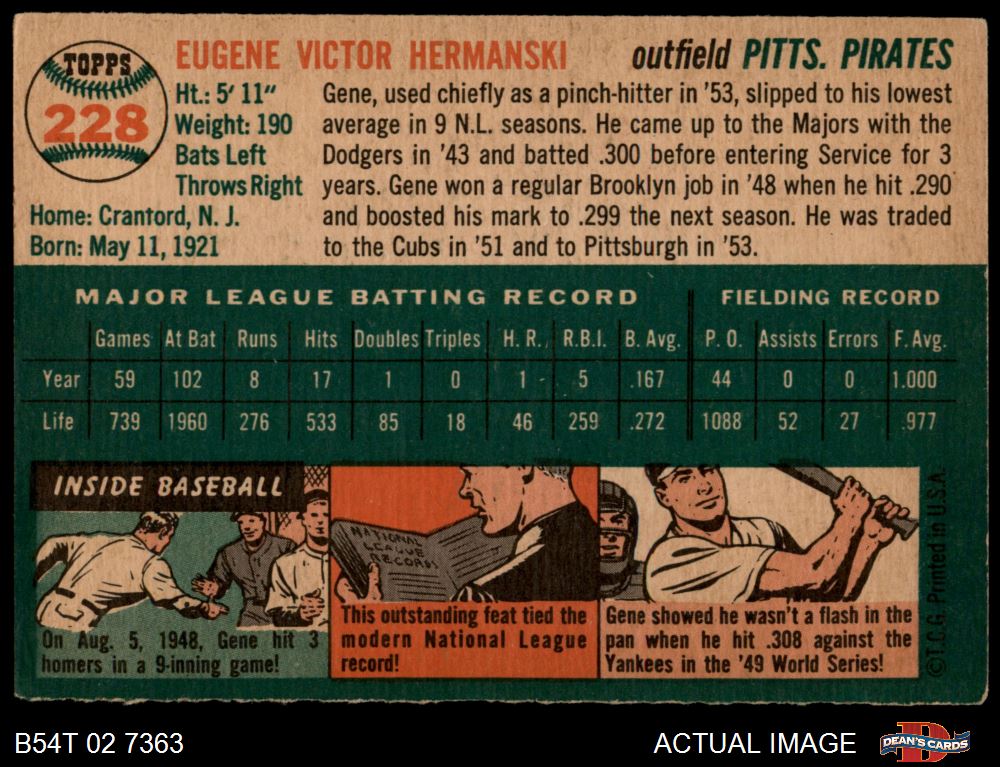 TOPPS
228
EUGENE VICTOR HERMANSKI outfield PITTS. PIRATES
Ht.: 5' 11"
Weight: 190
Bats Left
Throws Right
Home: Cranford, N. J.
Born: May 11, 1921
Gene, used chiefly as a pinch-hitter in '53, slipped to his lowest
average in 9 N.L. seasons. He came up to the Majors with the
Dodgers in '43 and batted .300 before entering Service for 3
years. Gene won a regular Brooklyn job in '48 when he hit .290
and boosted his mark to .299 the next season. He was traded
to the Cubs in '51 and to Pittsburgh in '53.
MAJOR LEAGUE BATTING RECORD FIELDING RECORD
Games At Bat Runs Hits Doubles Triples H. R. R.B.I. B. Avg. P. O. Assists Errors F. Avg.
Year 59 102 8 17 1 0 1 5 .167 44 0 0 1.000
Life 739 1960 276 533 85 18 46 259 .272 1088 52 27 .977
INSIDE BASEBALL
On Aug. 5, 1948, Gene hit 3
homers in a 9-inning game!
NATIONAL
LEAGUE
RECORDS
This outstanding feat tied the
modern National League
record!
Gene showed he wasn't a flash in the
pan when he hit .308 against the
Yankees in the '49 World Series!
©T.C.G. Printed in U.S.A.
B54T 02 7363
ACTUAL IMAGE
DEAN'S CARDS